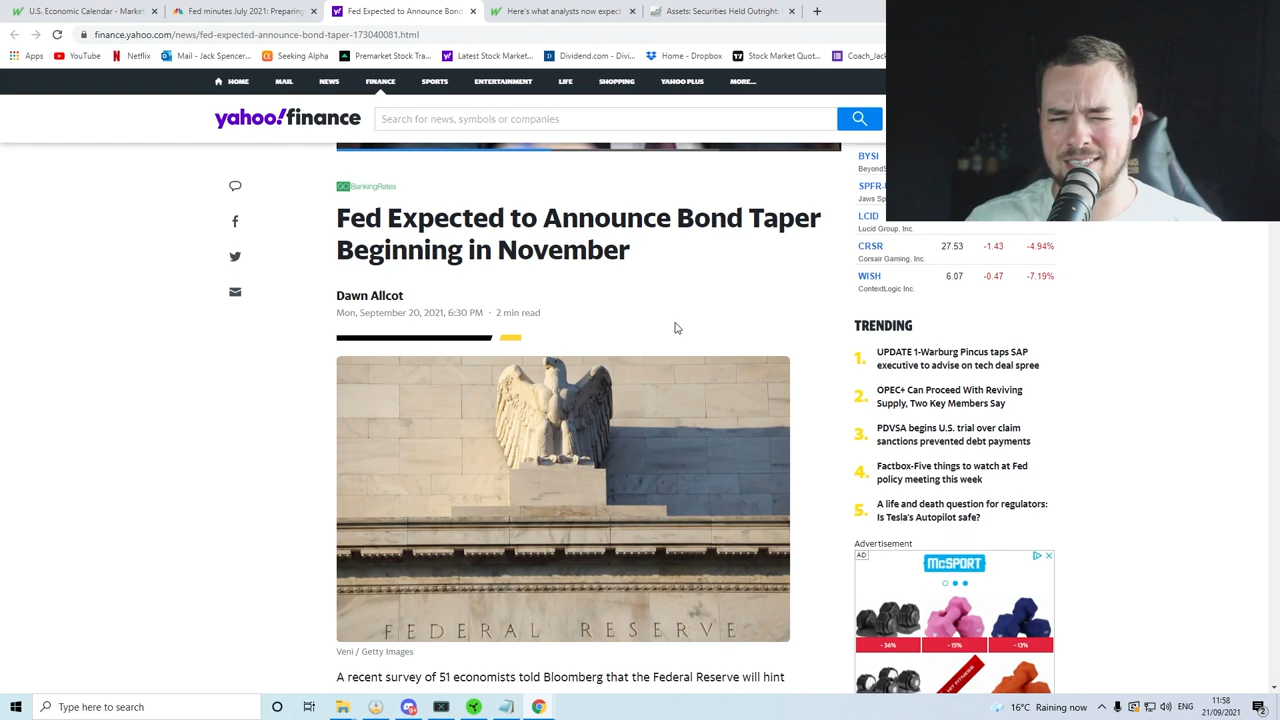 U.S. Economic Calendar - Market
Fed minutes July 2021: Preparing
Fed Expected to Announce Bond
Here's what analysts now expect
Assets: Securities Held Outright:
finance.yahoo.com/news/fed-expected-announce-bond-taper-173040081.html
Apps
YouTube
Netflix
Mail - Jack Spencer...
Seeking Alpha
Premarket Stock Tra...
Latest Stock Market...
Dividend.com - Divi...
Home - Dropbox
Stock Market Quot...
Coach_Jack
HOME
MAIL
NEWS
FINANCE
SPORTS
ENTERTAINMENT
LIFE
SHOPPING
YAHOO PLUS
MORE...
yahoo!finance
Search for news, symbols or companies
GOBankingRates
Fed Expected to Announce Bond Taper
Beginning in November
Dawn Allcot
Mon, September 20, 2021, 6:30 PM · 2 min read
FEDERAL RESERVE
Veni / Getty Images
A recent survey of 51 economists told Bloomberg that the Federal Reserve will hint
BYSI
BeyondS
SPFR-
Jaws Sp
LCID
Lucid Group, Inc.
CRSR 27.53 -1.43 -4.94%
Corsair Gaming, Inc.
WISH 6.07 -0.47 -7.19%
ContextLogic Inc.
TRENDING
1. UPDATE 1-Warburg Pincus taps SAP
executive to advise on tech deal spree
2. OPEC+ Can Proceed With Reviving
Supply, Two Key Members Say
3. PDVSA begins U.S. trial over claim
sanctions prevented debt payments
4. Factbox-Five things to watch at Fed
policy meeting this week
5. A life and death question for regulators:
Is Tesla's Autopilot safe?
Advertisement
AD
McSPORT
-36%
-15%
-13%
Type here to search
16°C Raining now
ENG
11:58
21/09/2021